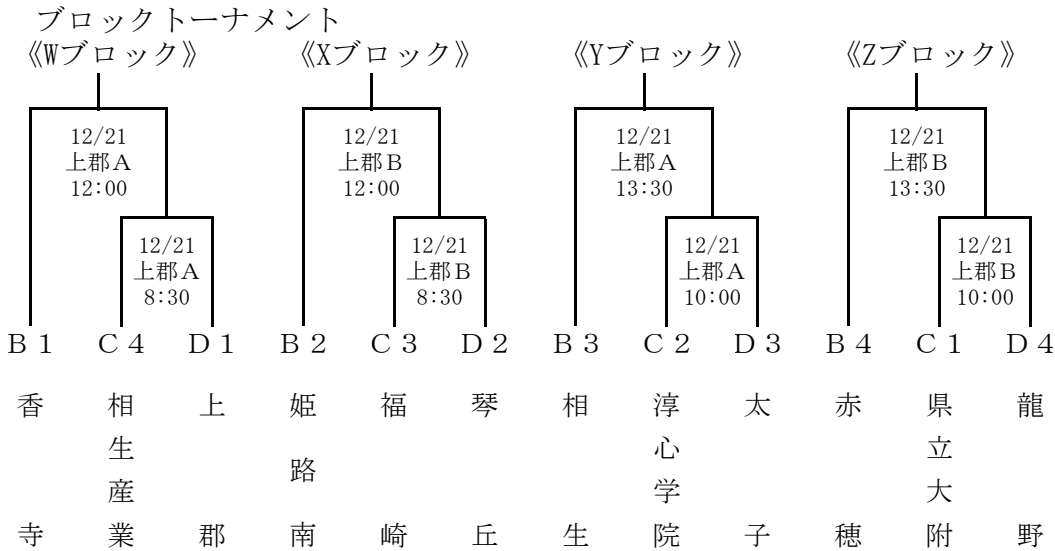 ブロックトーナメント
《Wブロック》 《Xブロック》 《Yブロック》 《Zブロック》
12/21 12/21 12/21 12/21
上郡A 上郡B 上郡A 上郡B
12:00 12:00 13:30 13:30
12/21 12/21 12/21 12/21
上郡A 上郡B 上郡A 上郡B
8:30 8:30 10:00 10:00
B1 C4 D1 B2 C3 D2 B3 C2 D3 B4 C1 D4
香寺 相生産業 上郡 姫路南 福崎 琴丘 相生 淳心学院 太子 赤穂 県立大附 龍野